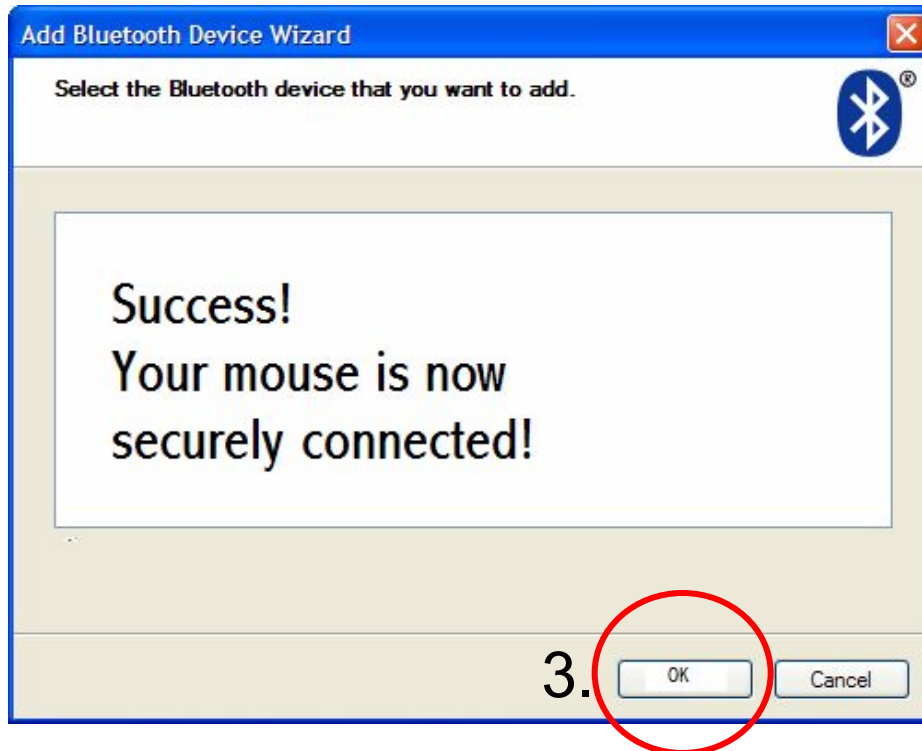 Add Bluetooth Device Wizard
Select the Bluetooth device that you want to add.
®
Success!
Your mouse is now
securely connected!
3.
OK
Cancel